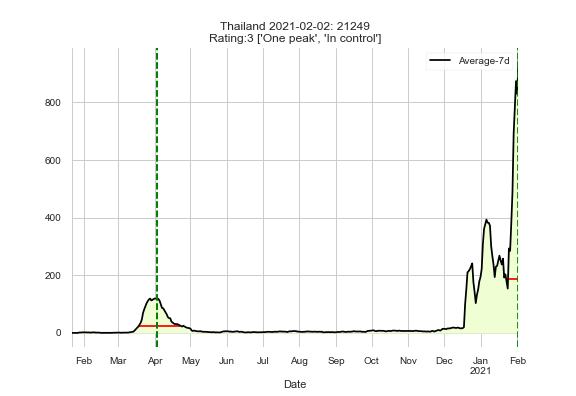 Thailand 2021-02-02: 21249
Rating:3 ['One peak', 'In control']
Average-7d
800
600
400
200
0
Feb Mar Apr May Jun Jul Aug Sep Oct Nov Dec Jan Feb
2021
Date